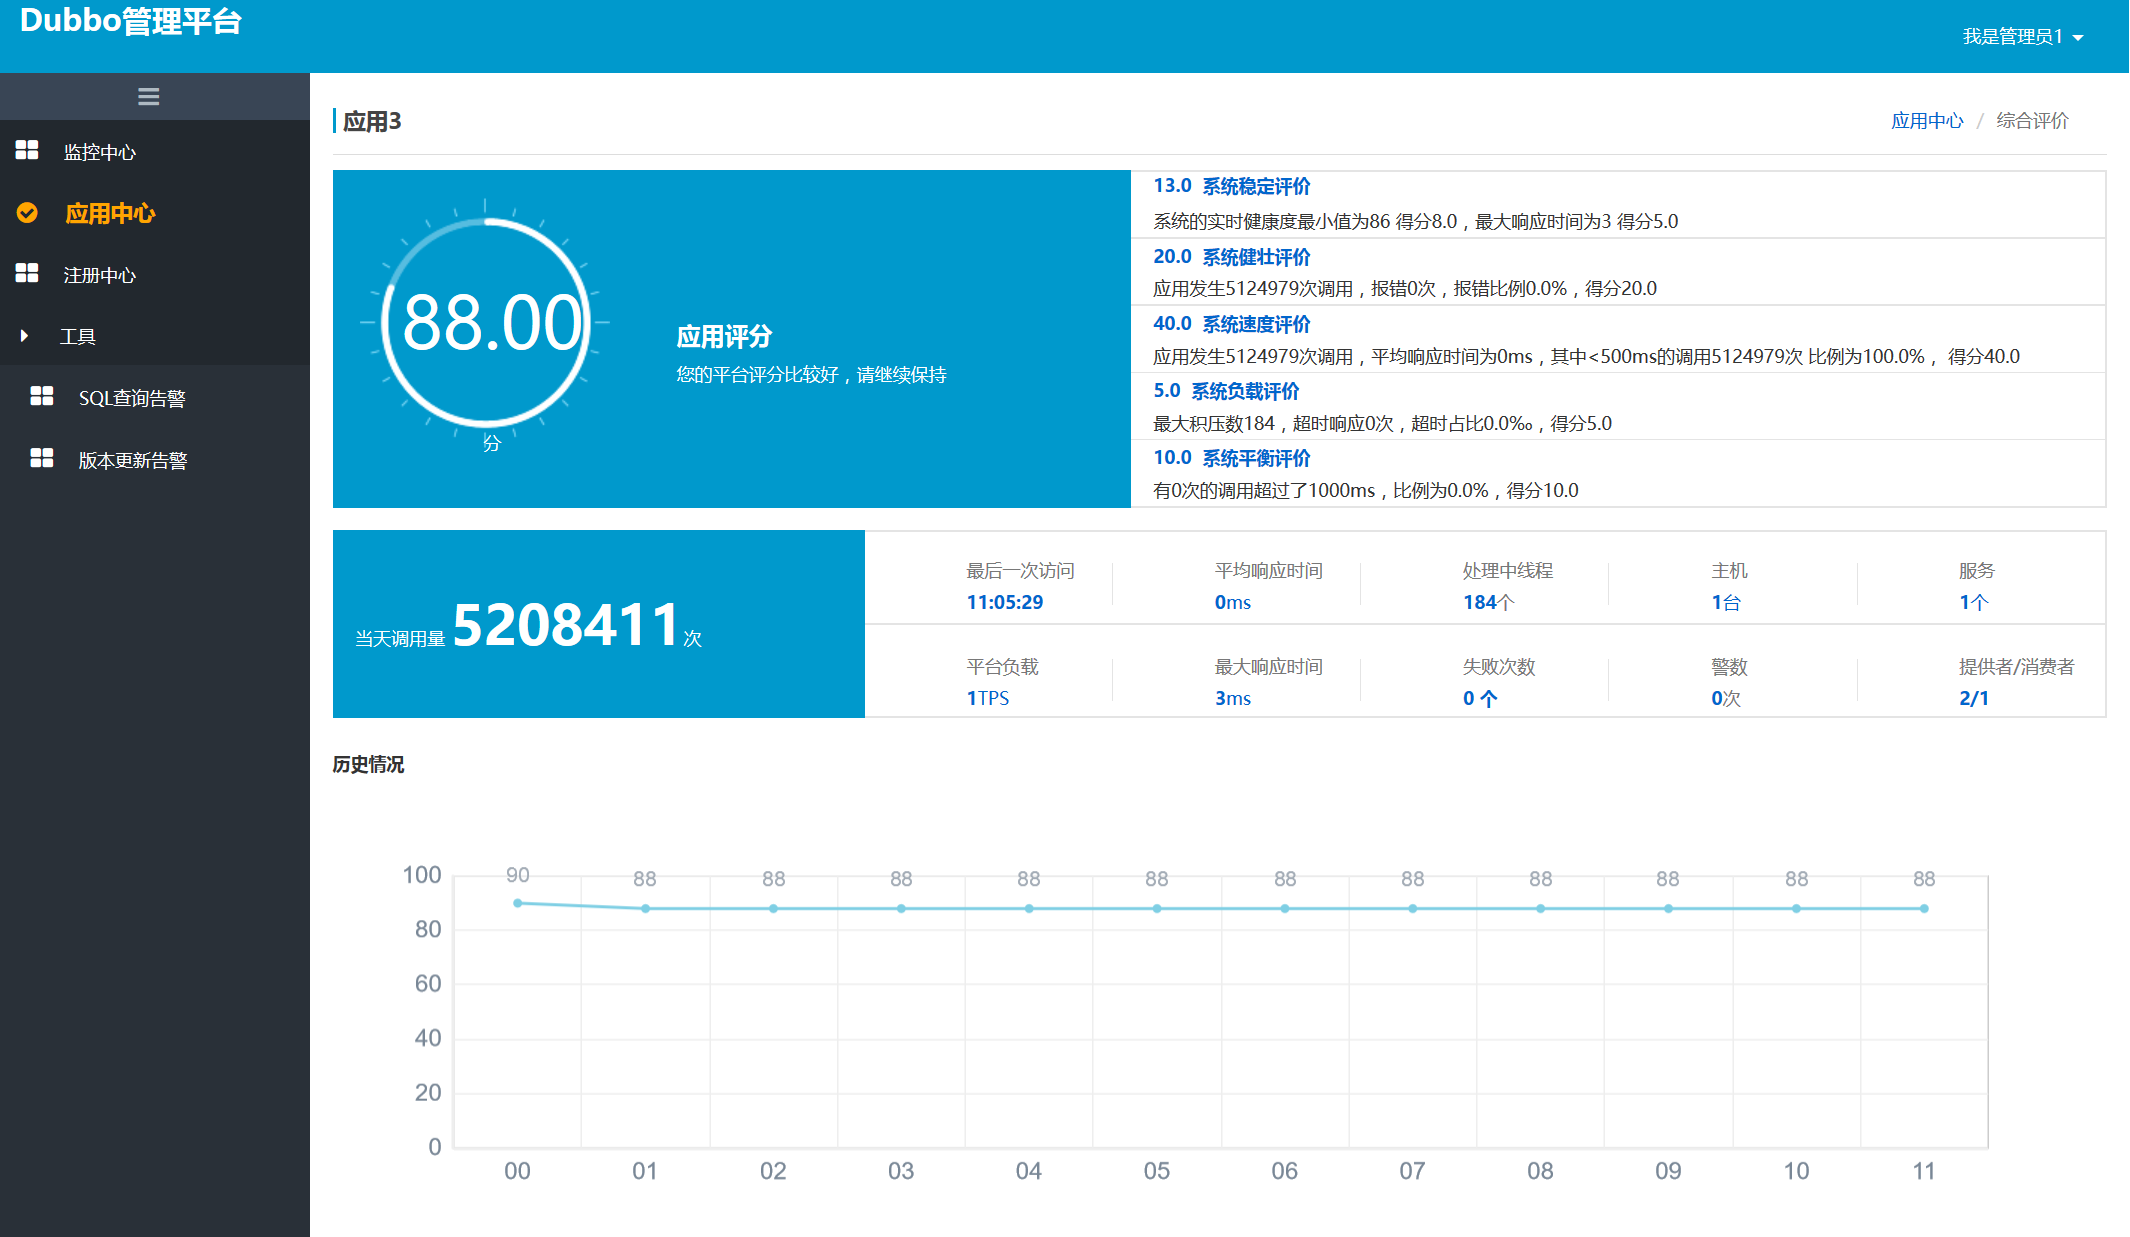 Dubbo管理平台
我是管理员1
监控中心
应用中心
注册中心
工具
SQL查询告警
版本更新告警
应用3
应用中心 / 综合评价
88.00
分
应用评分
您的平台评分比较好，请继续保持
13.0 系统稳定评价
系统的实时健康度最小值为86 得分8.0，最大响应时间为3 得分5.0
20.0 系统健壮评价
应用发生5124979次调用，报错0次，报错比例0.0%，得分20.0
40.0 系统速度评价
应用发生5124979次调用，平均响应时间为0ms，其中<500ms的调用5124979次 比例为100.0%， 得分40.0
5.0 系统负载评价
最大积压数184，超时响应0次，超时占比0.0‰，得分5.0
10.0 系统平衡评价
有0次的调用超过了1000ms，比例为0.0%，得分10.0
当天调用量 5208411 次
最后一次访问 平均响应时间 处理中线程 主机 服务
11:05:29 0ms 184个 1台 1个
平台负载 最大响应时间 失败次数 警数 提供者/消费者
1TPS 3ms 0 个 0次 2/1
历史情况
90 88 88 88 88 88 88 88 88 88 88 88
100
80
60
40
20
0
00 01 02 03 04 05 06 07 08 09 10 11